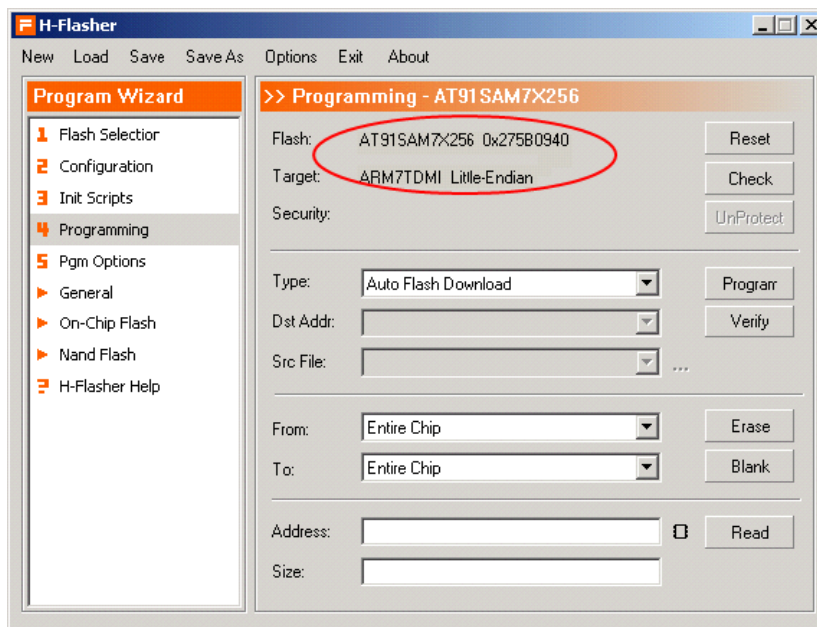 H-Flasher
New Load Save Save As Options Exit About
Program Wizard
1 Flash Selection
2 Configuration
3 Init Scripts
4 Programming
5 Pgm Options
General
On-Chip Flash
Nand Flash
? H-Flasher Help
>> Programming - AT91SAM7X256
Flash: AT91SAM7X256 0x275B0940 Reset
Target: ARM7TDMI Little-Endian Check
Security: UnProtect
Type: Auto Flash Download Program
Dst Addr: Verify
Src File: ...
From: Entire Chip Erase
To: Entire Chip Blank
Address: Read
Size: